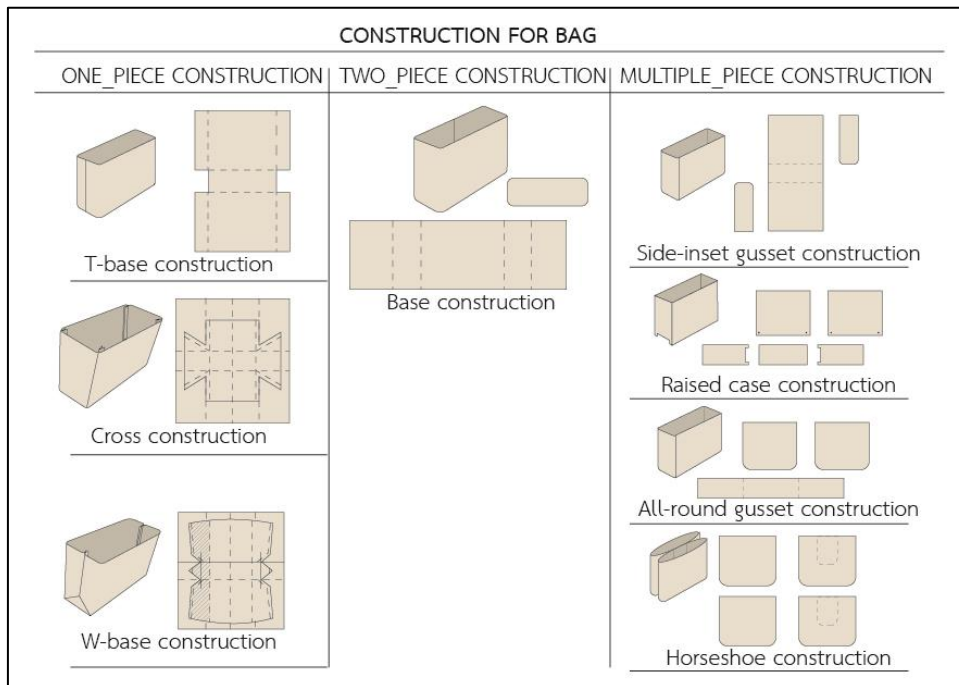 CONSTRUCTION FOR BAG
ONE_PIECE CONSTRUCTION
TWO_PIECE CONSTRUCTION
MULTIPLE_PIECE CONSTRUCTION
T-base construction
Cross construction
W-base construction
Base construction
Side-inset gusset construction
Raised case construction
All-round gusset construction
Horseshoe construction